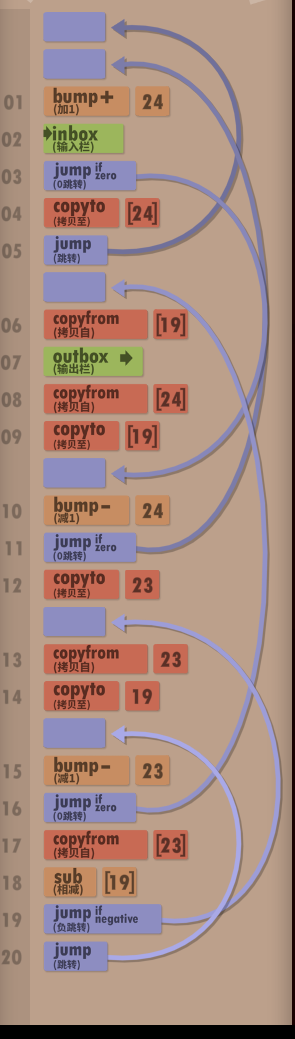 01 bump+ 24
(加1)
02 inbox
(输入栏)
03 jump if zero
(0跳转)
04 copyto [24]
(拷贝至)
05 jump
(跳转)
06 copyfrom [19]
(拷贝自)
07 outbox
(输出栏)
08 copyfrom [24]
(拷贝自)
09 copyto [19]
(拷贝至)
10 bump- 24
(减1)
11 jump if zero
(0跳转)
12 copyto 23
(拷贝至)
13 copyfrom 23
(拷贝自)
14 copyto 19
(拷贝至)
15 bump- 23
(减1)
16 jump if zero
(0跳转)
17 copyfrom [23]
(拷贝自)
18 sub [19]
(相减)
19 jump if negative
(负跳转)
20 jump
(跳转)